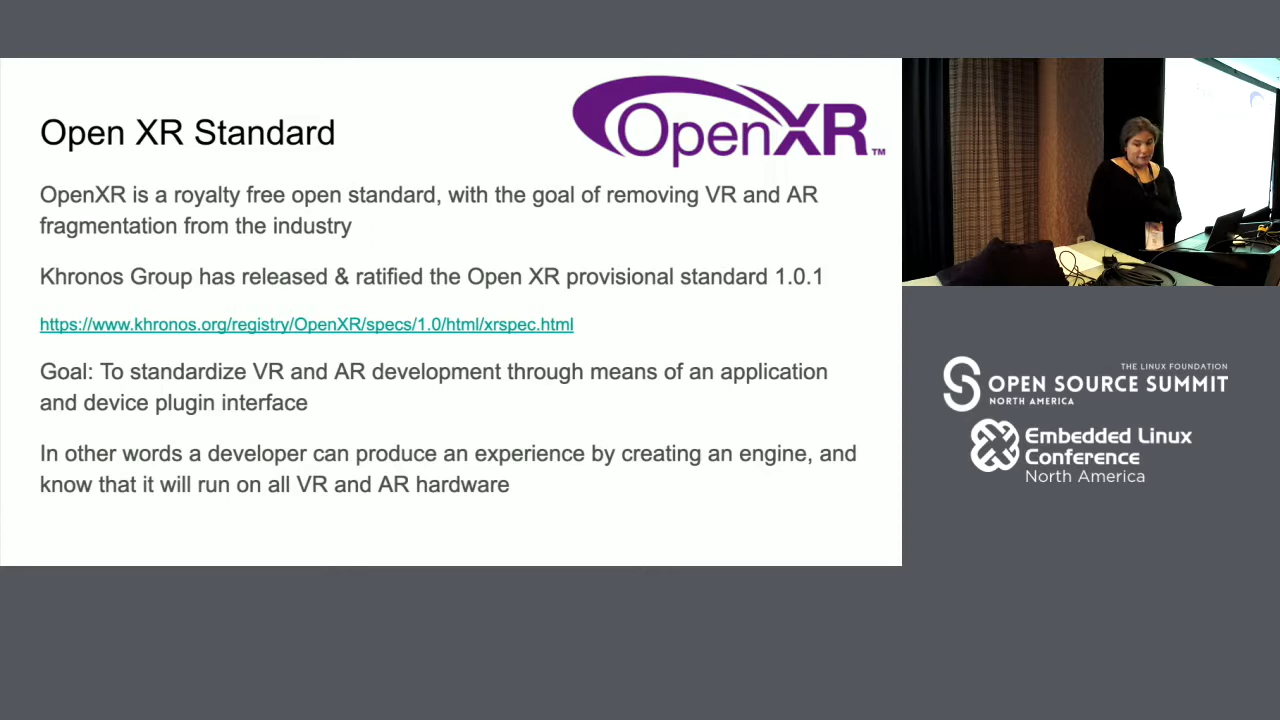 Open XR Standard
OpenXR™
OpenXR is a royalty free open standard, with the goal of removing VR and AR
fragmentation from the industry
Khronos Group has released & ratified the Open XR provisional standard 1.0.1
https://www.khronos.org/registry/OpenXR/specs/1.0/html/xrspec.html
Goal: To standardize VR and AR development through means of an application
and device plugin interface
In other words a developer can produce an experience by creating an engine, and
know that it will run on all VR and AR hardware
THE LINUX FOUNDATION
OPEN SOURCE SUMMIT
NORTH AMERICA
Embedded Linux
Conference
North America